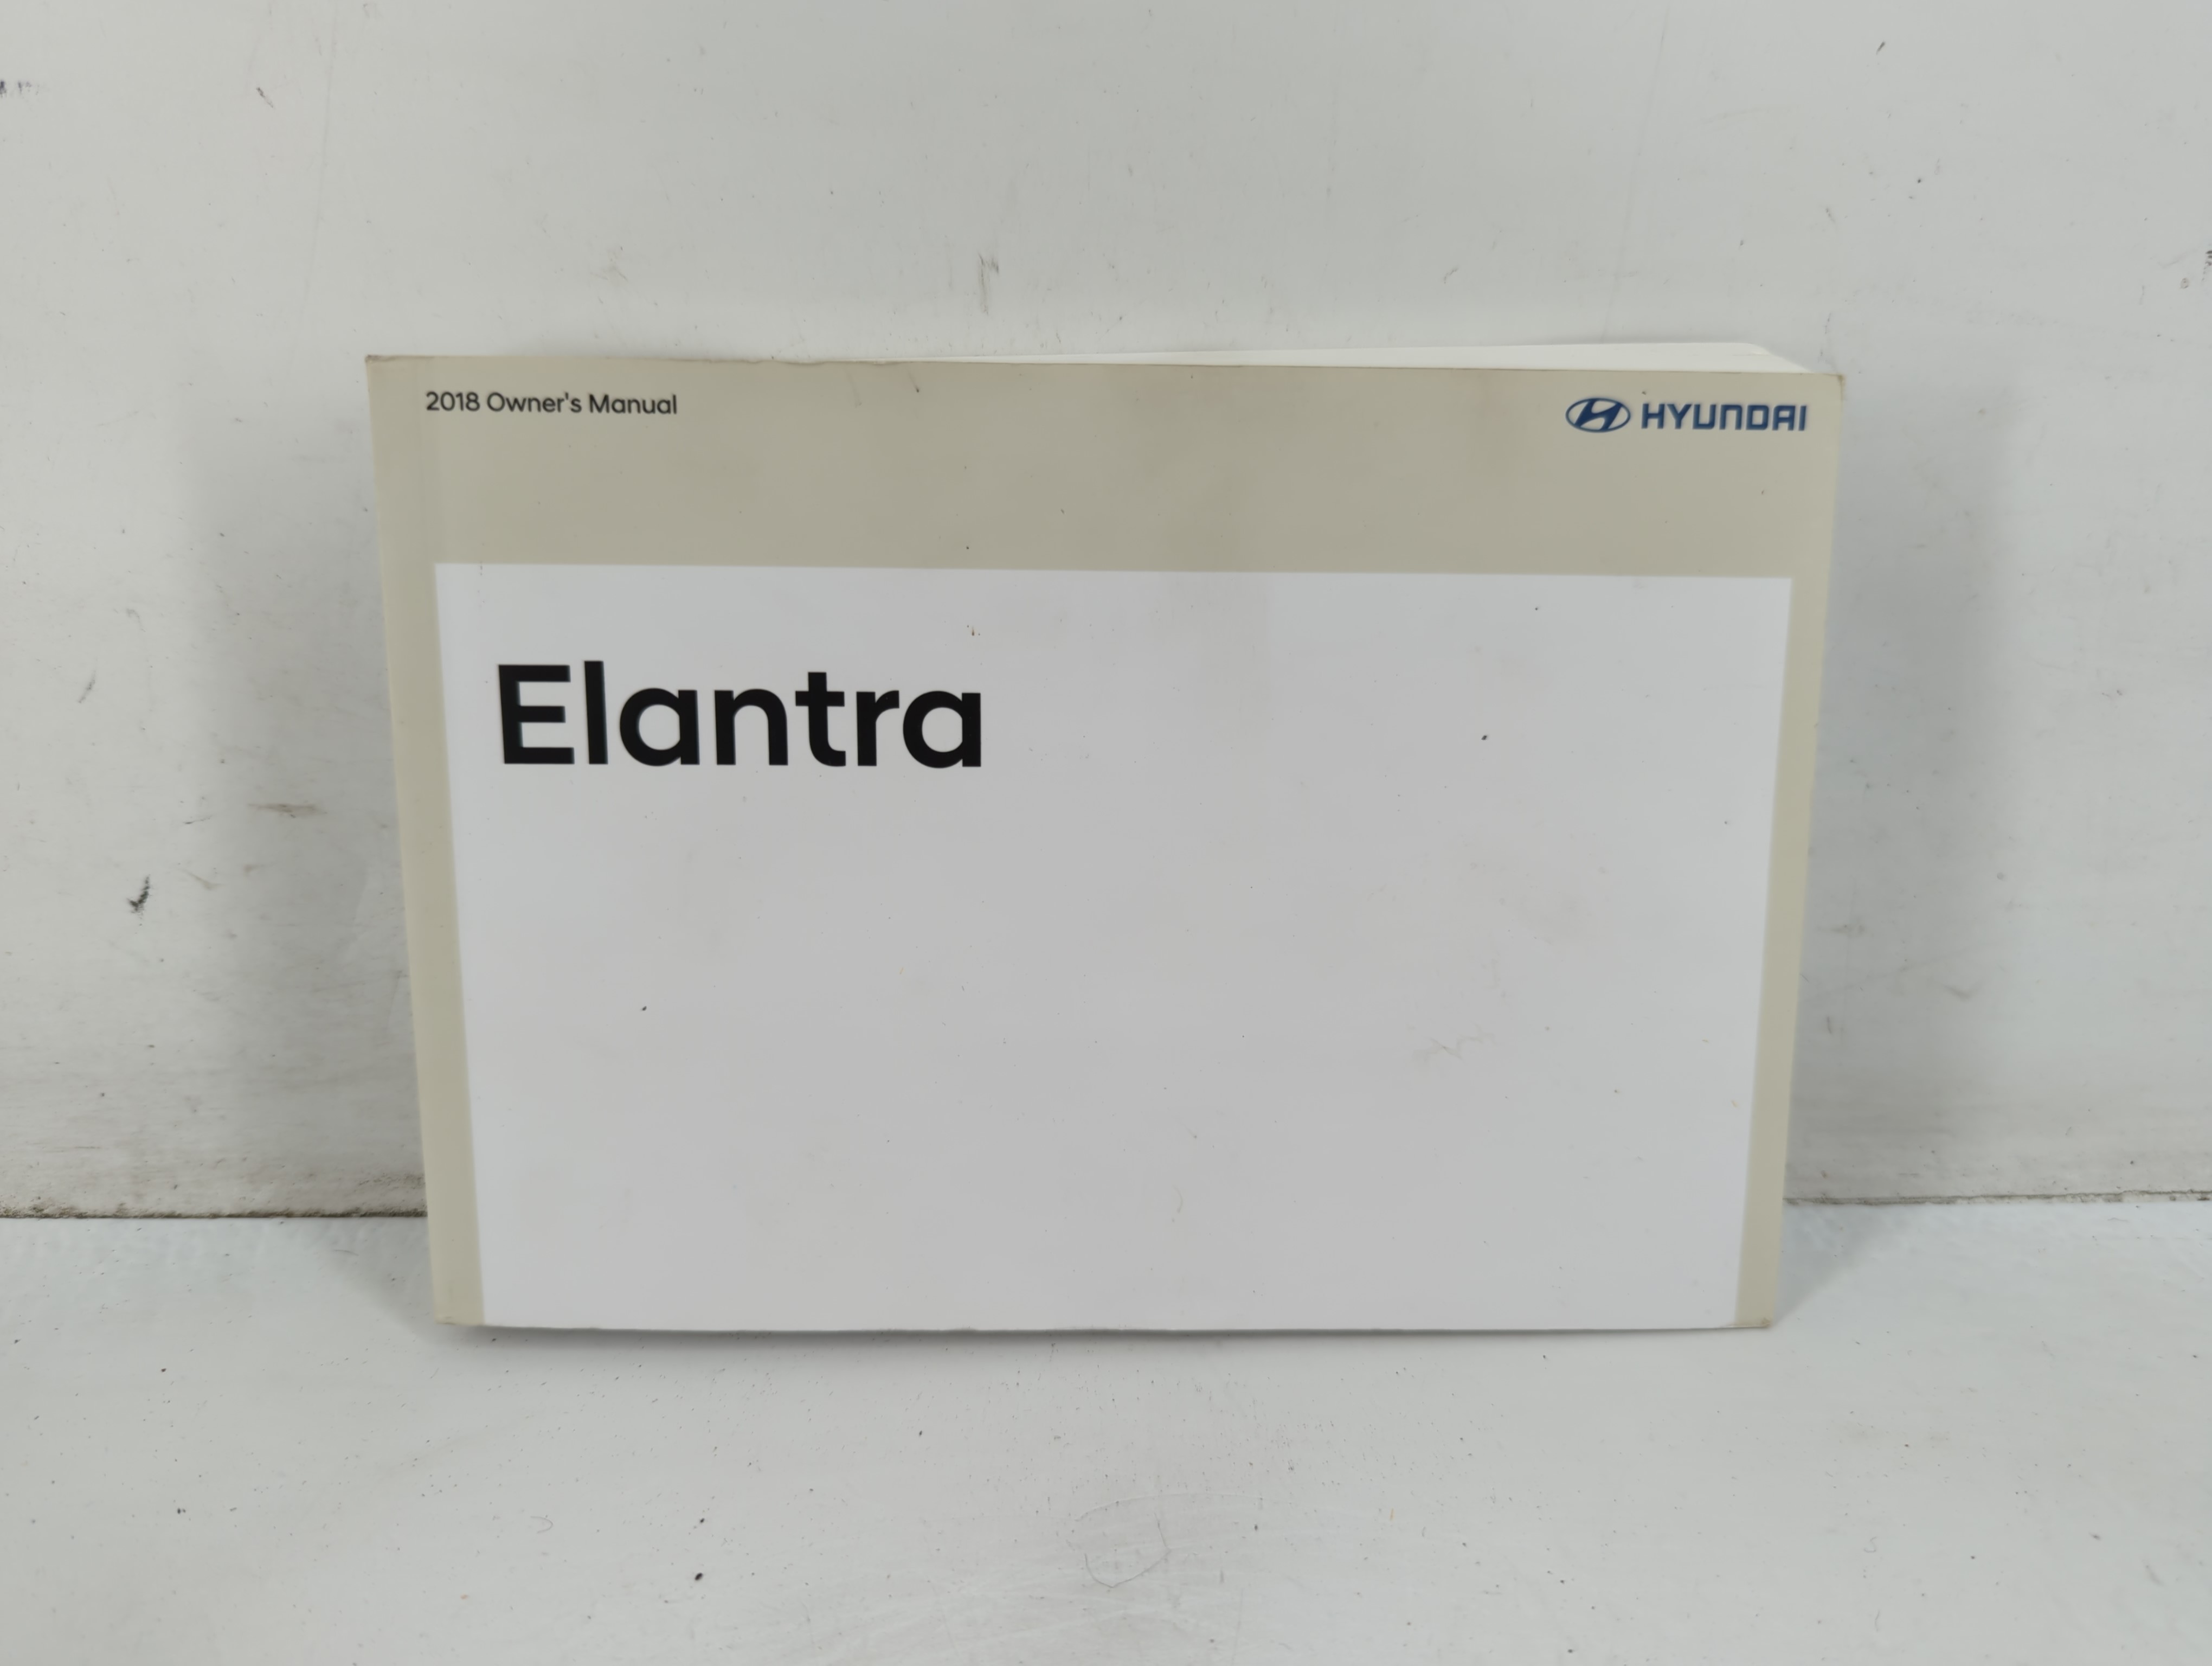 2018 Owner's Manual
HYUNDAI
Elantra